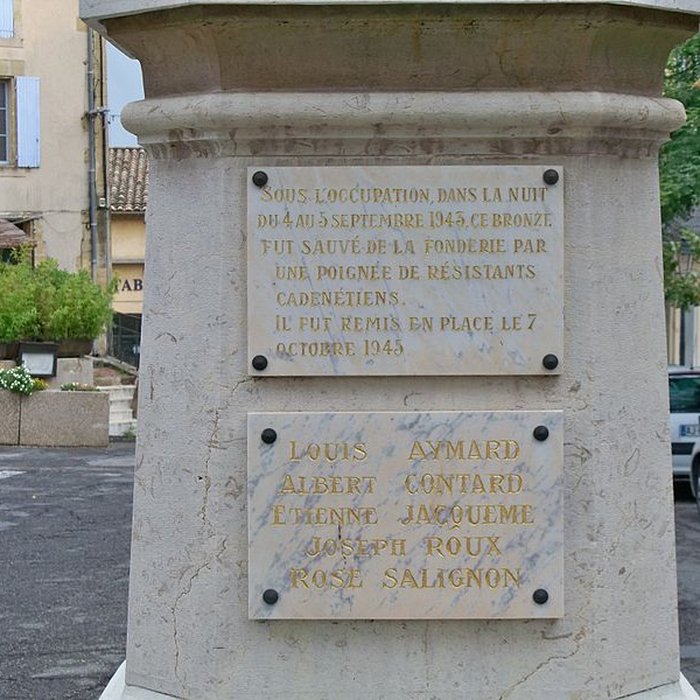 SOUS L'OCCUPATION, DANS LA NUIT
DU 4 AU 5 SEPTEMBRE 1943, CE BRONZE
FUT SAUVÉ DE LA FONDERIE PAR
UNE POIGNÉE DE RÉSISTANTS
CADENÉTIENS.
IL FUT REMIS EN PLACE LE 7
OCTOBRE 1945
LOUIS AYMARD
ALBERT CONTARD
ETIENNE JACQUEME
JOSEPH ROUX
ROSE SALIGNON
TAB